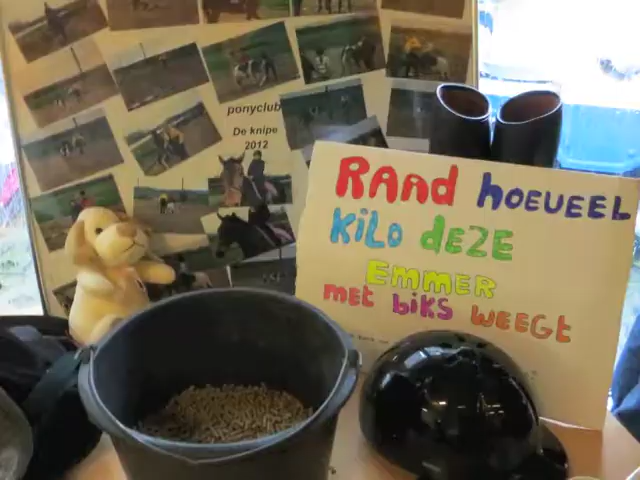 ponyclub
De knipe
2012
RAAd hoeveel
KiLo deze
Emmer
met biks weegt